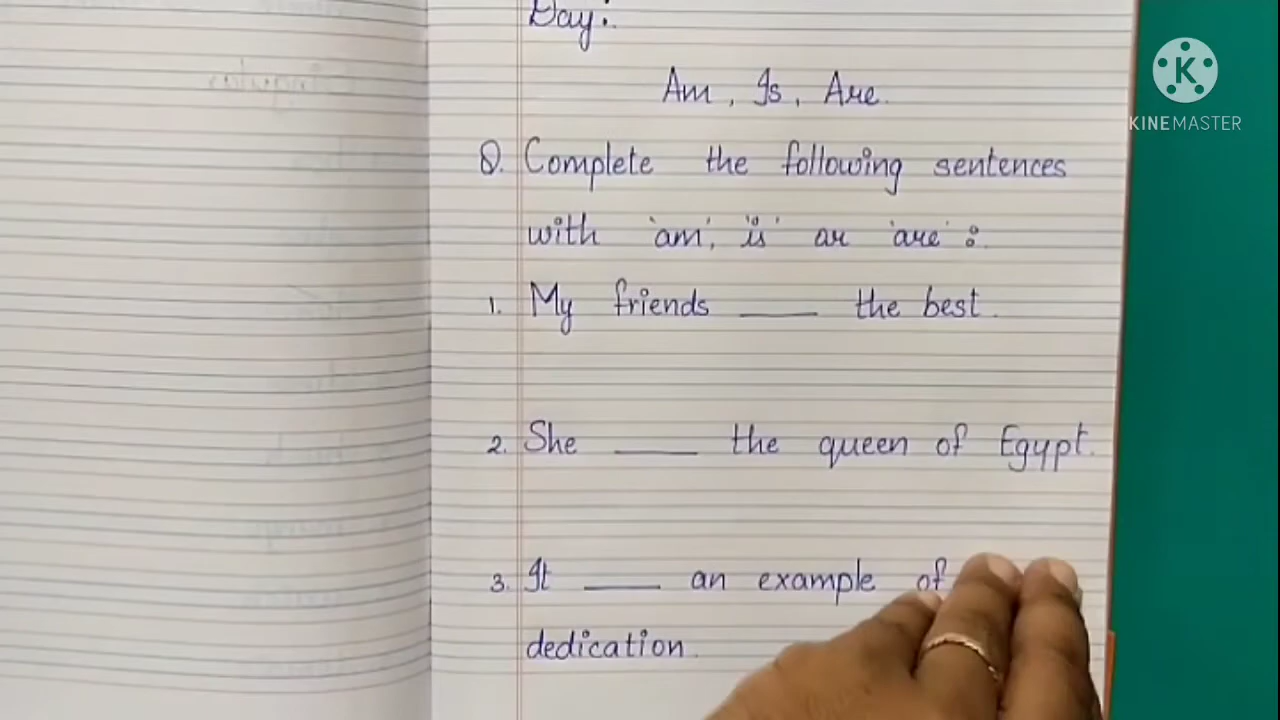 Day:
Am, Is, Are.
Q. Complete the following sentences
with 'am', 'is' or 'are' :
1. My friends ____ the best.
2. She ____ the queen of Egypt.
3. It ____ an example of
dedication.
K
KINEMASTER